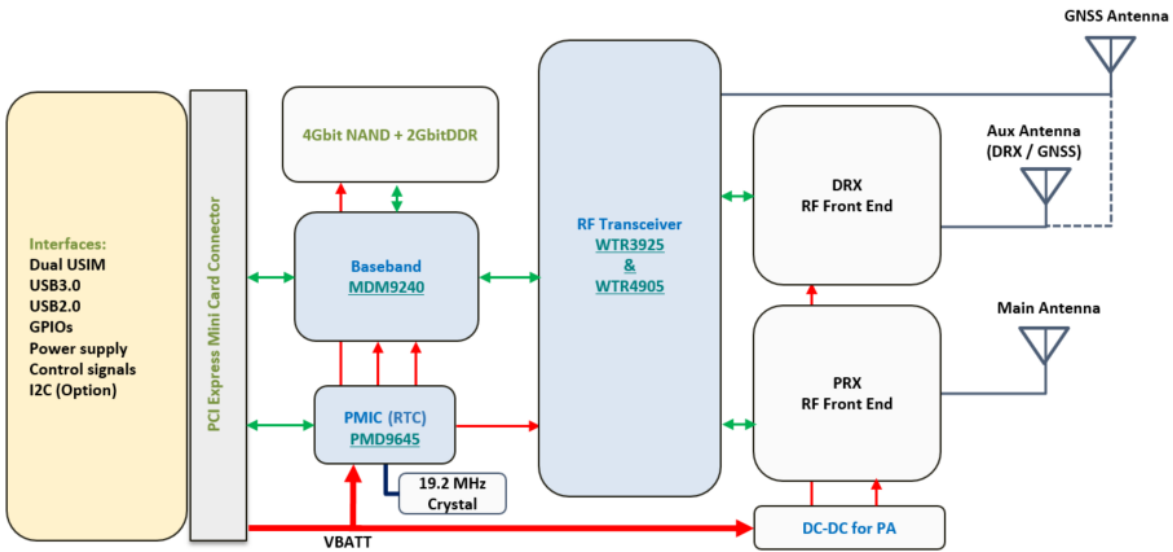 GNSS Antenna
4Gbit NAND + 2GbitDDR
Aux Antenna
(DRX / GNSS)
DRX
RF Front End
Interfaces:
Dual USIM
USB3.0
USB2.0
GPIOs
Power supply
Control signals
I2C (Option)
PCI Express Mini Card Connector
Baseband
MDM9240
RF Transceiver
WTR3925
&
WTR4905
Main Antenna
PRX
RF Front End
PMIC (RTC)
PMD9645
19.2 MHz
Crystal
VBATT
DC-DC for PA